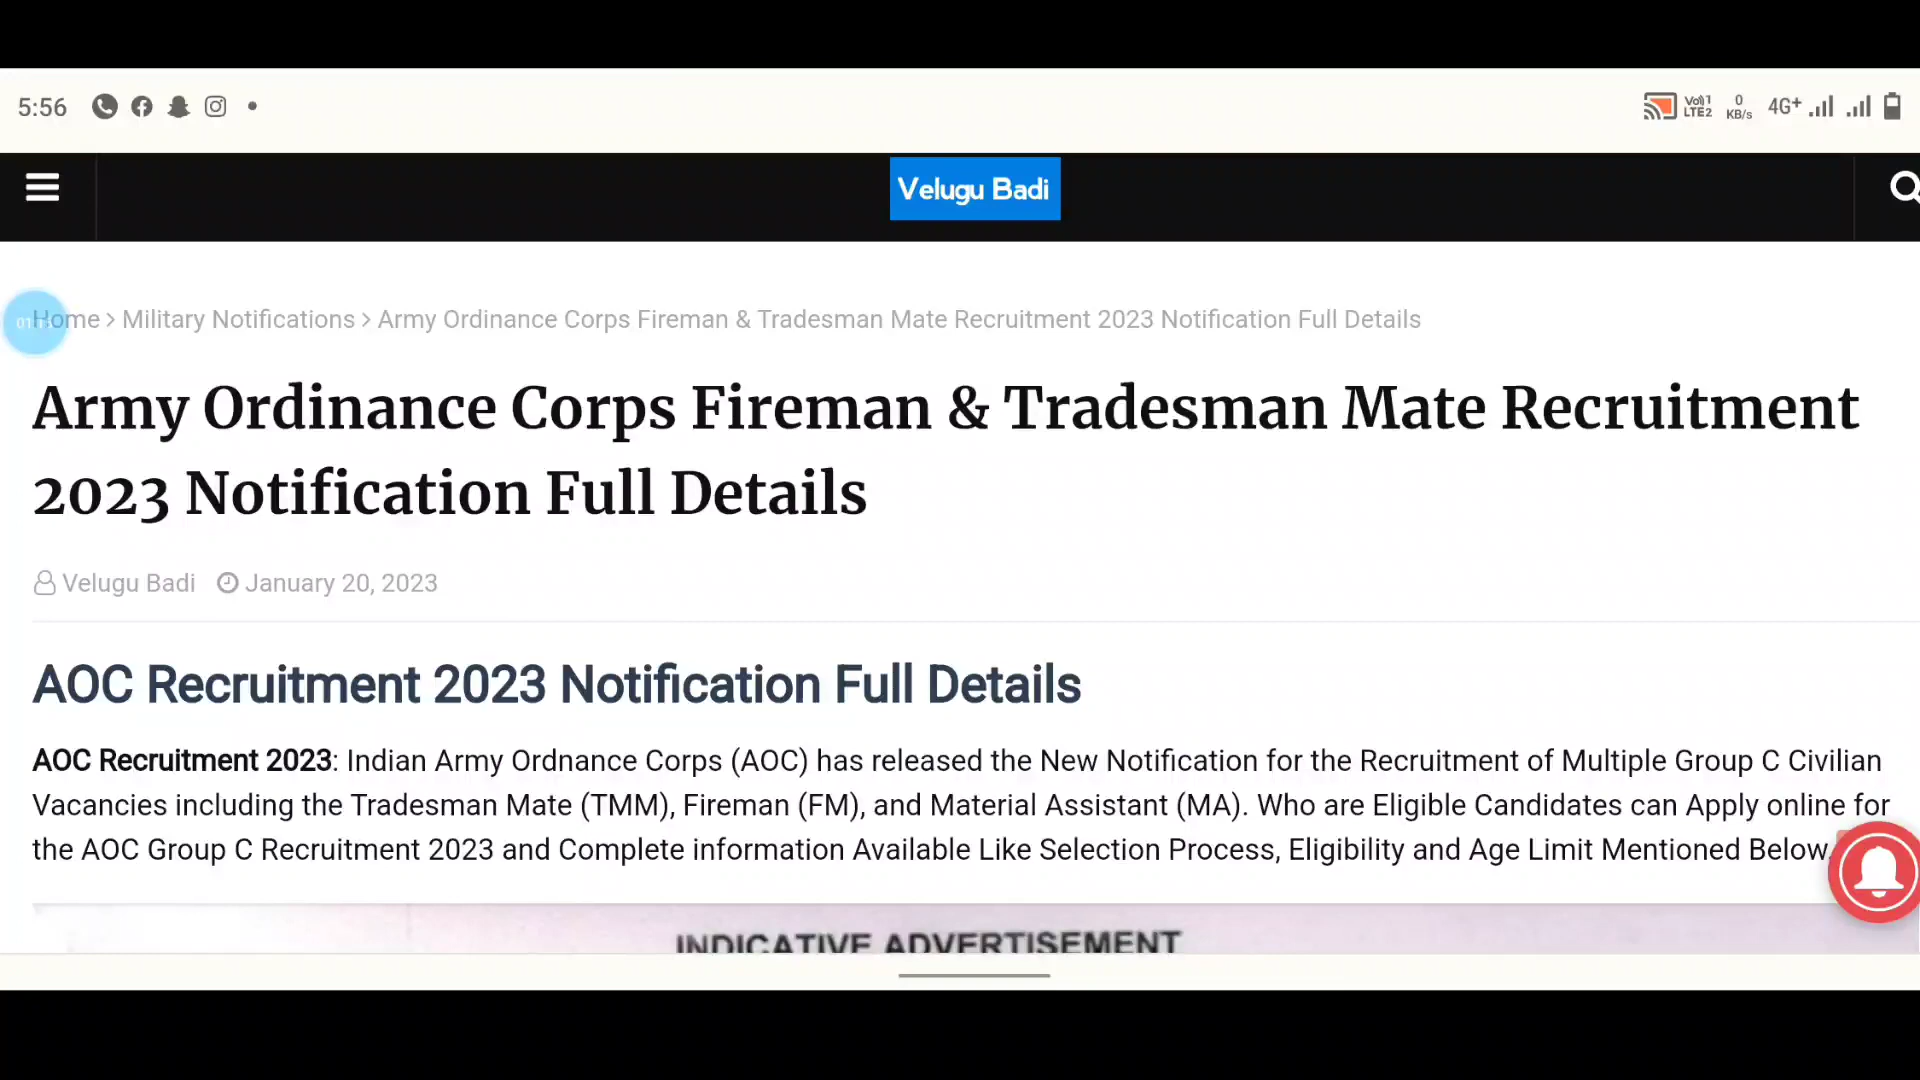 5:56
Vo)) 1
LTE2
0
KB/s
4G+
Velugu Badi
Home > Military Notifications > Army Ordinance Corps Fireman & Tradesman Mate Recruitment 2023 Notification Full Details
Army Ordinance Corps Fireman & Tradesman Mate Recruitment
2023 Notification Full Details
Velugu Badi January 20, 2023
AOC Recruitment 2023 Notification Full Details
AOC Recruitment 2023: Indian Army Ordnance Corps (AOC) has released the New Notification for the Recruitment of Multiple Group C Civilian
Vacancies including the Tradesman Mate (TMM), Fireman (FM), and Material Assistant (MA). Who are Eligible Candidates can Apply online for
the AOC Group C Recruitment 2023 and Complete information Available Like Selection Process, Eligibility and Age Limit Mentioned Below.
INDICATIVE ADVERTISEMENT